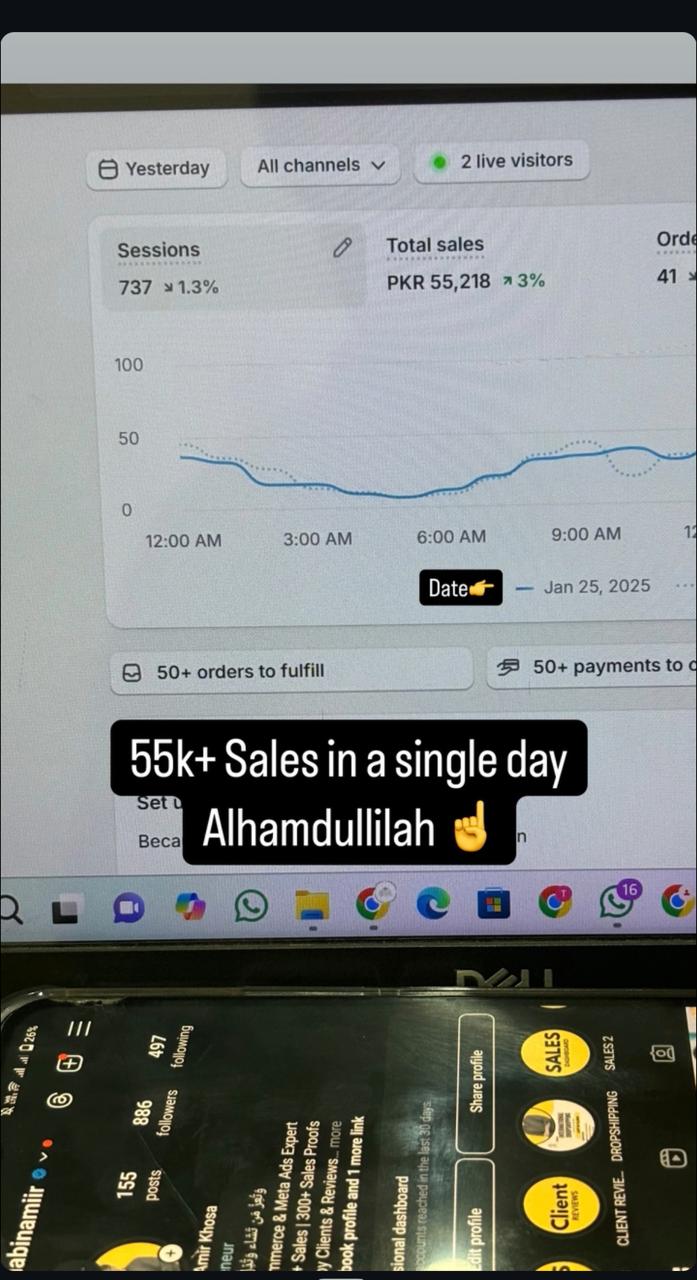 Yesterday
All channels
2 live visitors
Sessions
737 ↘ 1.3%
Total sales
PKR 55,218 ↗ 3%
Orde
41
100
50
0
12:00 AM 3:00 AM 6:00 AM 9:00 AM 12
Date👉 Jan 25, 2025
50+ orders to fulfill
50+ payments to c
55k+ Sales in a single day
Alhamdullilah ☝️
Set u
Beca
n
16
DELL
26%
abinamiir
155
posts
886
followers
497
following
Amir Khosa
neur
وَتُعِزُّ مَن تَشَاء وَتُذِ
mmerce & Meta Ads Expert
+ Sales | 300+ Sales Proofs
y Clients & Reviews... more
book profile and 1 more link
sional dashboard
ccounts reached in the last 30 days.
dit profile
Share profile
Client
REVIEWS
SALES
DASHBOARD
CLIENT REVIE...
DROPSHIPPING
SALES 2